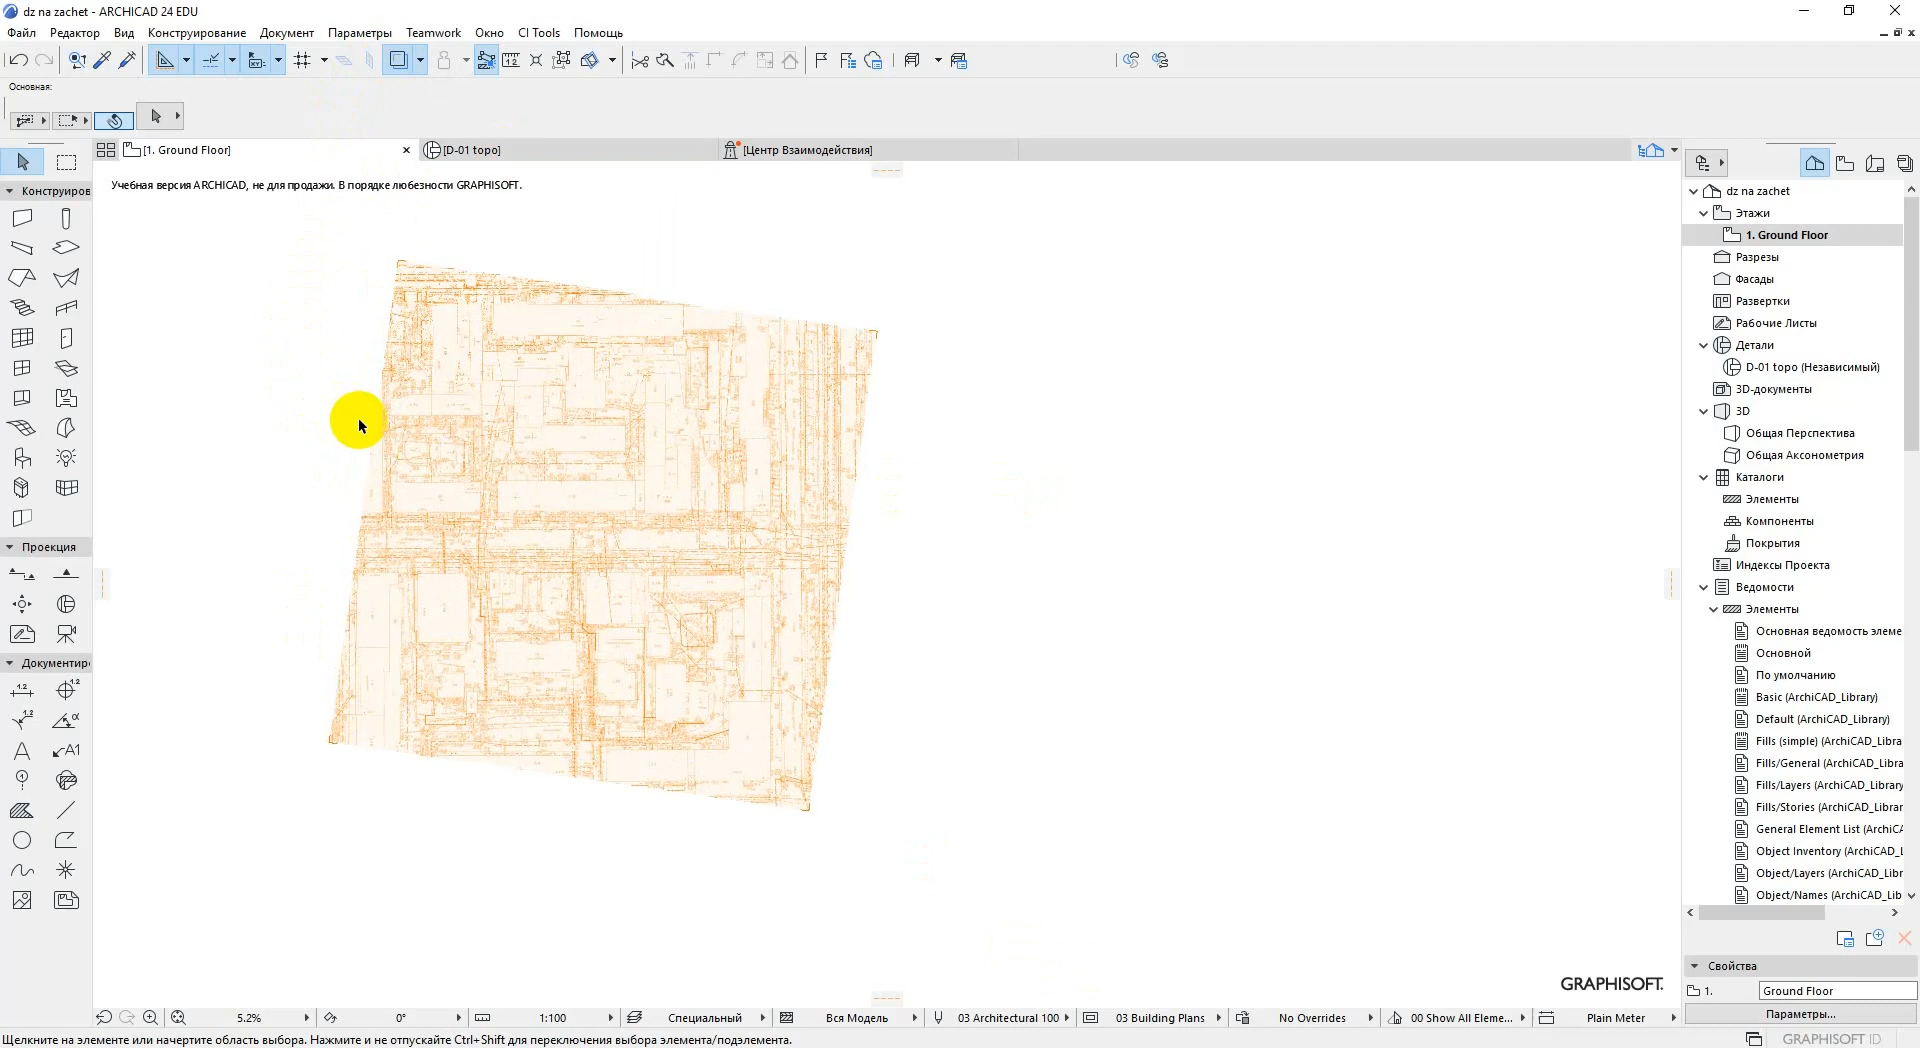 dz na zachet - ARCHICAD 24 EDU
Файл Редактор Вид Конструирование Документ Параметры Teamwork Окно CI Tools Помощь
Основная:
[1. Ground Floor]
[D-01 topo]
[Центр Взаимодействия]
Учебная версия ARCHICAD, не для продажи. В порядке любезности GRAPHISOFT.
Конструиров
Проекция
Документир
dz na zachet
Этажи
1. Ground Floor
Разрезы
Фасады
Развертки
Рабочие Листы
Детали
D-01 topo (Независимый)
3D-документы
3D
Общая Перспектива
Общая Аксонометрия
Каталоги
Элементы
Компоненты
Покрытия
Индексы Проекта
Ведомости
Элементы
Основная ведомость элеме
Основной
По умолчанию
Basic (ArchiCAD_Library)
Default (ArchiCAD_Library)
Fills (simple) (ArchiCAD_Libra
Fills/General (ArchiCAD_Libra
Fills/Layers (ArchiCAD_Library
Fills/Stories (ArchiCAD_Librar
General Element List (ArchiCA
Object Inventory (ArchiCAD_L
Object/Layers (ArchiCAD_Libr
Object/Names (ArchiCAD_Lib
Свойства
1. Ground Floor
Параметры...
GRAPHISOFT.
5.2% 0° 1:100 Специальный Вся Модель 03 Architectural 100 03 Building Plans No Overrides 00 Show All Eleme... Plain Meter
Щелкните на элементе или начертите область выбора. Нажмите и не отпускайте Ctrl+Shift для переключения выбора элемента/подэлемента.
GRAPHISOFT ID